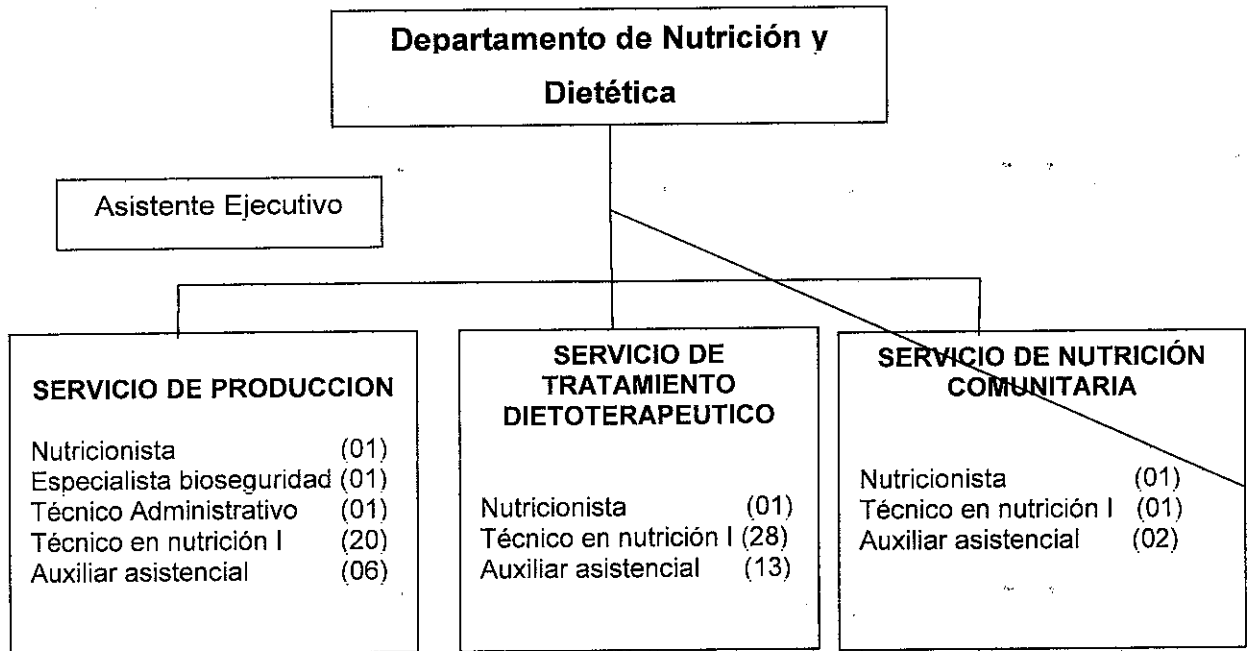 Departamento de Nutrición y
Dietética
Asistente Ejecutivo
SERVICIO DE PRODUCCION
Nutricionista (01)
Especialista bioseguridad (01)
Técnico Administrativo (01)
Técnico en nutrición I (20)
Auxiliar asistencial (06)
SERVICIO DE
TRATAMIENTO
DIETOTERAPEUTICO
Nutricionista (01)
Técnico en nutrición I (28)
Auxiliar asistencial (13)
SERVICIO DE NUTRICIÓN
COMUNITARIA
Nutricionista (01)
Técnico en nutrición I (01)
Auxiliar asistencial (02)